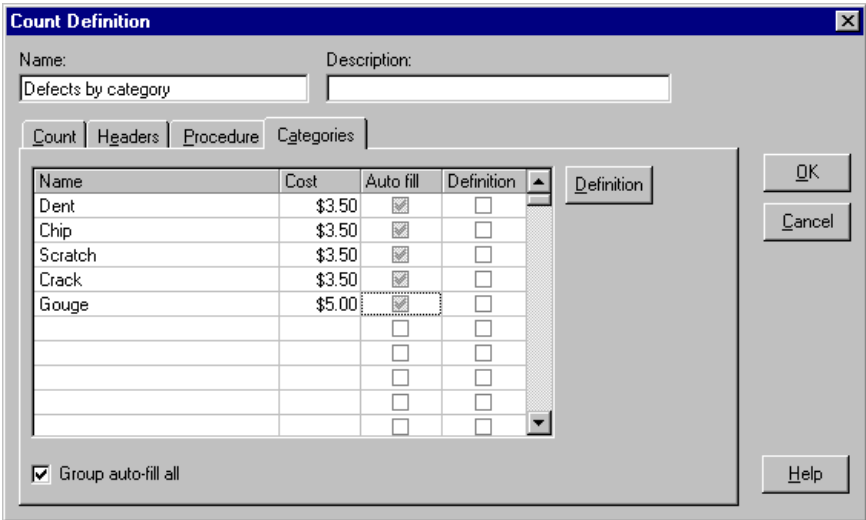 Count Definition
Name: Description:
Defects by category
Count Headers Procedure Categories
Name Cost Auto fill Definition
Definition
OK
Dent $3.50
Chip $3.50
Cancel
Scratch $3.50
Crack $3.50
Gouge $5.00
Group auto-fill all
Help